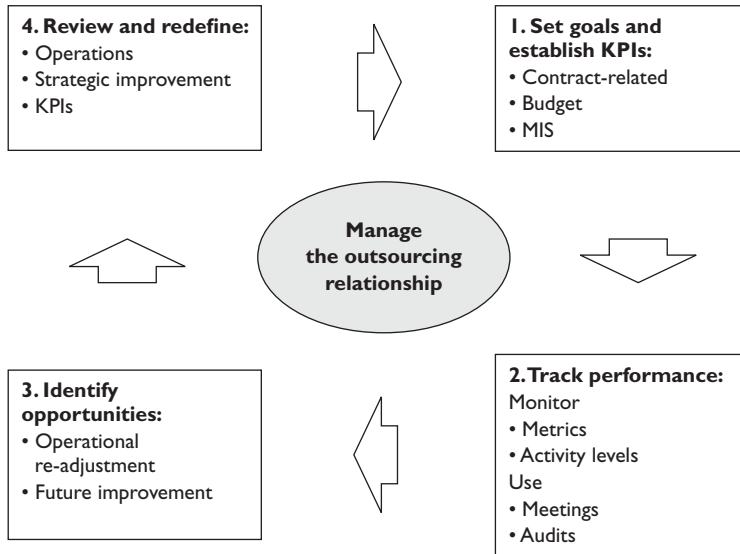 4. Review and redefine:
• Operations
• Strategic improvement
• KPIs
1. Set goals and
establish KPIs:
• Contract-related
• Budget
• MIS
Manage
the outsourcing
relationship
3. Identify
opportunities:
• Operational
re-adjustment
• Future improvement
2. Track performance:
Monitor
• Metrics
• Activity levels
Use
• Meetings
• Audits